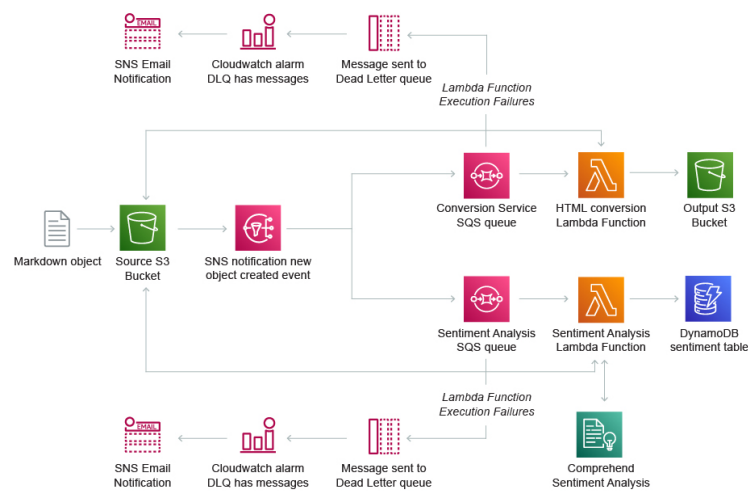 EMAIL
SNS Email
Notification
Cloudwatch alarm
DLQ has messages
Message sent to
Dead Letter queue
Lambda Function
Execution Failures
Conversion Service
SQS queue
HTML conversion
Lambda Function
Output S3
Bucket
Markdown object
Source S3
Bucket
SNS notification new
object created event
Sentiment Analysis
SQS queue
Sentiment Analysis
Lambda Function
DynamoDB
sentiment table
Lambda Function
Execution Failures
EMAIL
SNS Email
Notification
Cloudwatch alarm
DLQ has messages
Message sent to
Dead Letter queue
Comprehend
Sentiment Analysis